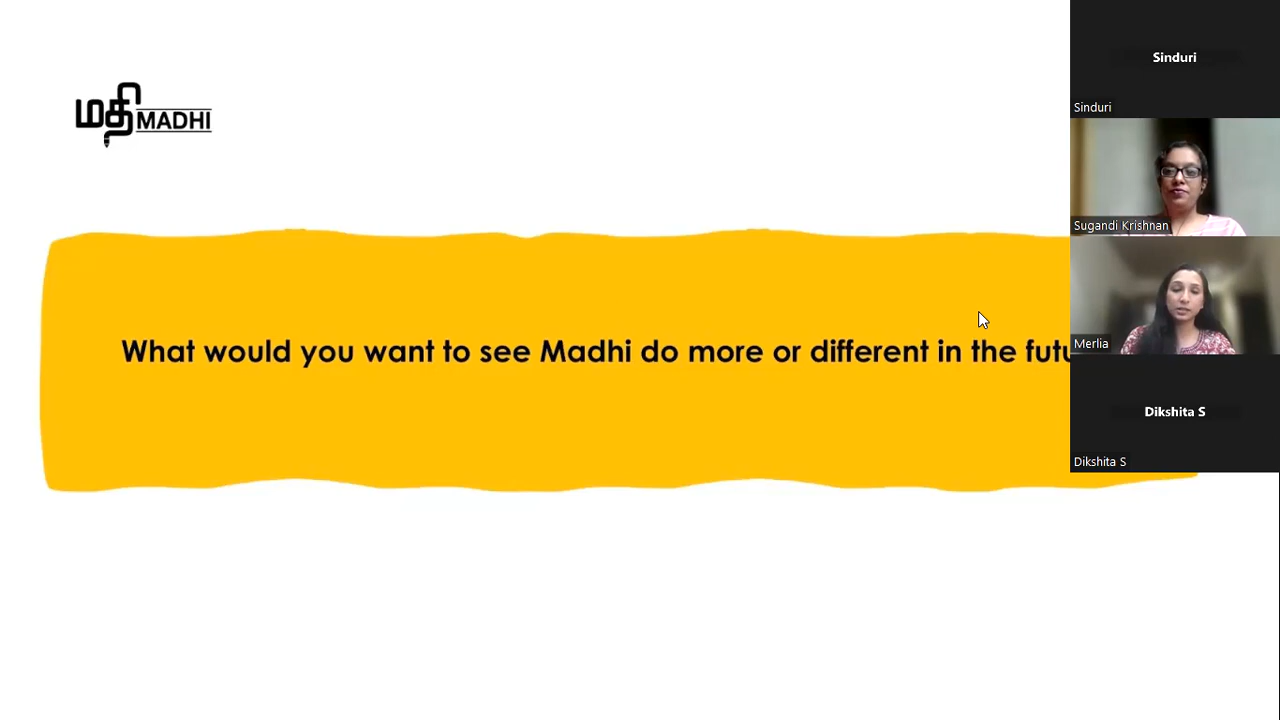 மதி MADHI
What would you want to see Madhi do more or different in the futu
Sinduri
Sinduri
Sugandi Krishnan
Merlia
Dikshita S
Dikshita S